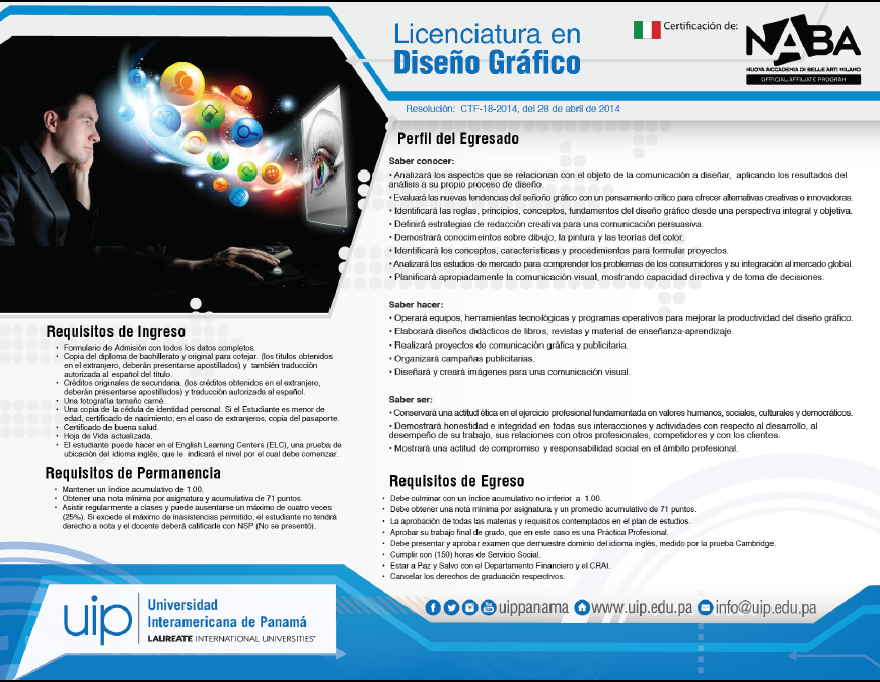 Licenciatura en
Diseño Gráfico
Certificación de:
NABA
NUOVA ACCADEMIA DI BELLE ARTI MILANO
OFFICIAL AFFILIATE PROGRAM
Resolución: CTF-18-2014, del 28 de abril de 2014
Perfil del Egresado
Saber conocer:
• Analizará los aspectos que se relacionan con el objeto de la comunicación a diseñar, aplicando los resultados del
análisis a su propio proceso de diseño.
• Evaluará las nuevas tendencias del señoño gráfico con un pensamiento crítico para ofrecer alternativas creativas e innovadoras.
• Identificará las reglas, principios, conceptos, fundamentos del diseño gráfico desde una perspectiva integral y objetiva.
• Definirá estrategias de redacción creativa para una comunicación persuasiva.
• Demostrará conocimeintos sobre dibujo, la pintura y las teorías del color.
• Identificará los conceptos, características y procedimientos para formular proyectos.
• Analizará los estudios de mercado para comprender los problemas de los consumidores y su integración al mercado global.
• Planificará apropiadamente la comunicación visual, mostrando capacidad directiva y de toma de decisiones.
Saber hacer:
• Operará equipos, herramientas tecnológicas y programas operativos para mejorar la productividad del diseño gráfico.
• Elaborará diseños didácticos de libros, revistas y material de enseñanza-aprendizaje.
• Realizará proyectos de comunicación gráfica y publicitaria.
• Organizará campañas publicitarias.
• Diseñará y creará imágenes para una comunicación visual.
Saber ser:
• Conservará una actitud ética en el ejercicio profesional fundamentada en valores humanos, sociales, culturales y democráticos.
• Demostrará honestidad e integridad en todas sus interacciones y actividades con respecto al desarrollo, al
desempeño de su trabajo, sus relaciones con otros profesionales, competidores y con los clientes.
• Mostrará una actitud de compromiso y responsabilidad social en el ámbito profesional.
Requisitos de Egreso
• Debe culminar con un índice acumulativo no inferior a 1.00.
• Debe obtener una nota mínima por asignatura y un promedio acumulativo de 71 puntos.
• La aprobación de todas las materias y requisitos contemplados en el plan de estudios.
• Aprobar su trabajo final de grado, que en este caso es una Práctica Profesional.
• Debe presentar y aprobar examen que demuestre dominio del idioma inglés, medido por la prueba Cambridge.
• Cumplir con (150) horas de Servicio Social.
• Estar a Paz y Salvo con el Departamento Financiero y el CRAI.
• Cancelar los derechos de graduación respectivos.
Requisitos de Ingreso
• Formulario de Admisión con todos los datos completos.
• Copia del diploma de bachillerato y original para cotejar. (los títulos obtenidos
en el extranjero, deberán presentarse apostillados) y también traducción
autorizada al español del título.
• Créditos originales de secundaria. (los créditos obtenidos en el extranjero,
deberán presentarse apostillados) y traducción autorizada al español.
• Una fotografía tamaño carné.
• Una copia de la cédula de identidad personal. Si el Estudiante es menor de
edad, certificado de nacimiento; en el caso de extranjeros, copia del pasaporte.
• Certificado de buena salud.
• Hoja de Vida actualizada.
• El estudiante puede hacer en el English Learning Centers (ELC), una prueba de
ubicación del idioma inglés, que le indicará el nivel por el cual debe comenzar.
Requisitos de Permanencia
• Mantener un índice acumulativo de 1.00.
• Obtener una nota mínima por asignatura y acumulativa de 71 puntos.
• Asistir regularmente a clases y puede ausentarse un máximo de cuatro veces
(25%). Si excede el máximo de inasistencias permitido, el estudiante no tendrá
derecho a nota y el docente deberá calificarle con NSP (No se presentó).
uip
Universidad
Interamericana de Panamá
LAUREATE INTERNATIONAL UNIVERSITIES®
uippanama www.uip.edu.pa info@uip.edu.pa